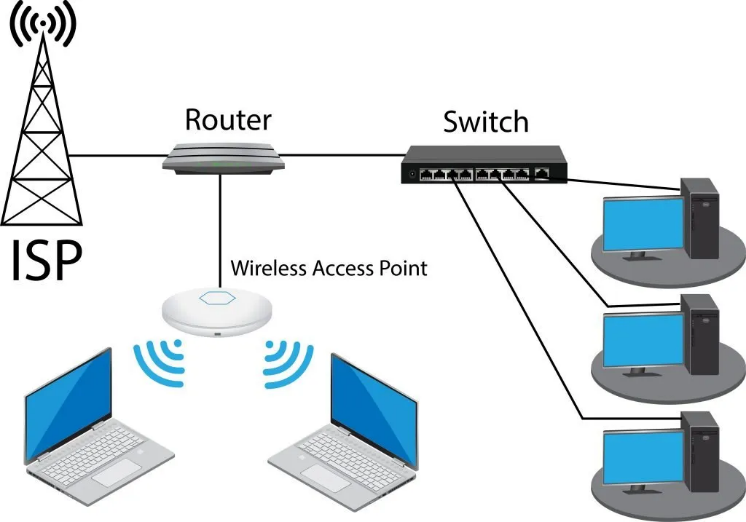 Router
Switch
ISP
Wireless Access Point